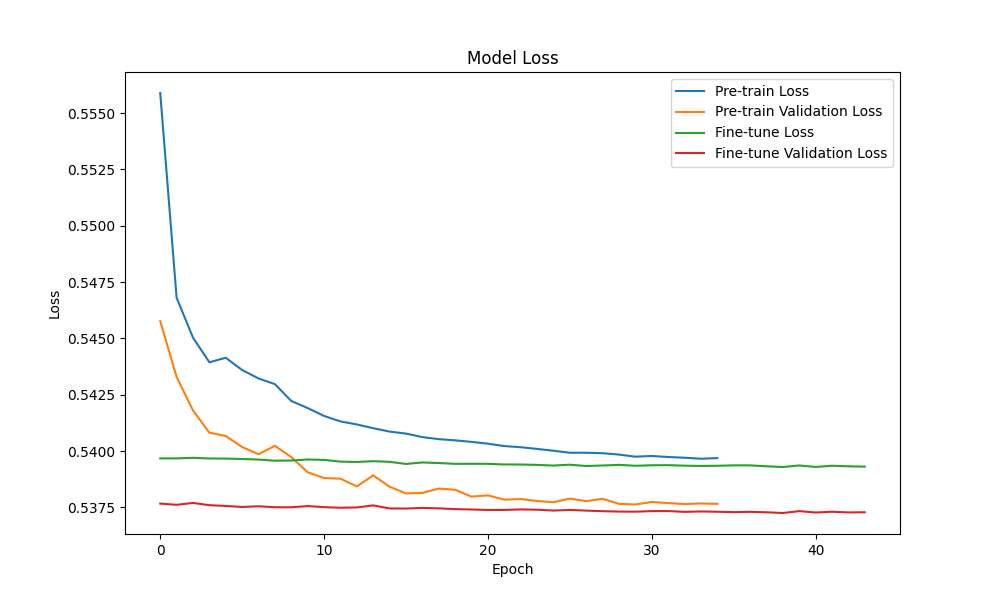 Model Loss
Pre-train Loss
Pre-train Validation Loss
Fine-tune Loss
Fine-tune Validation Loss
0.5550
0.5525
0.5500
0.5475
0.5450
0.5425
0.5400
0.5375
Loss
0 10 20 30 40
Epoch